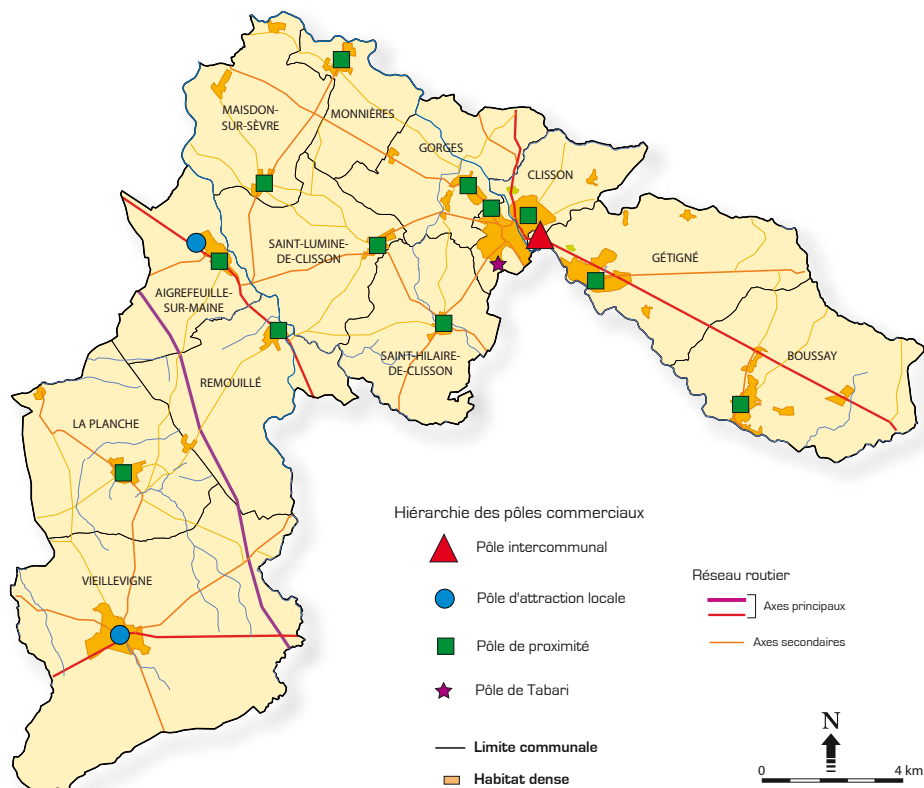 MAISDON-
SUR-SÈVRE
MONNIÈRES
GORGES
CLISSON
SAINT-LUMINE-
DE-CLISSON
GÉTIGNÉ
AIGREFEUILLE-
SUR-MAINE
SAINT-HILAIRE-
DE-CLISSON
BOUSSAY
REMOUILLÉ
LA PLANCHE
VIEILLEVIGNE
Hiérarchie des pôles commerciaux
Pôle intercommunal
Pôle d'attraction locale
Pôle de proximité
Pôle de Tabari
Limite communale
Habitat dense
Réseau routier
Axes principaux
Axes secondaires
N
0 4 km